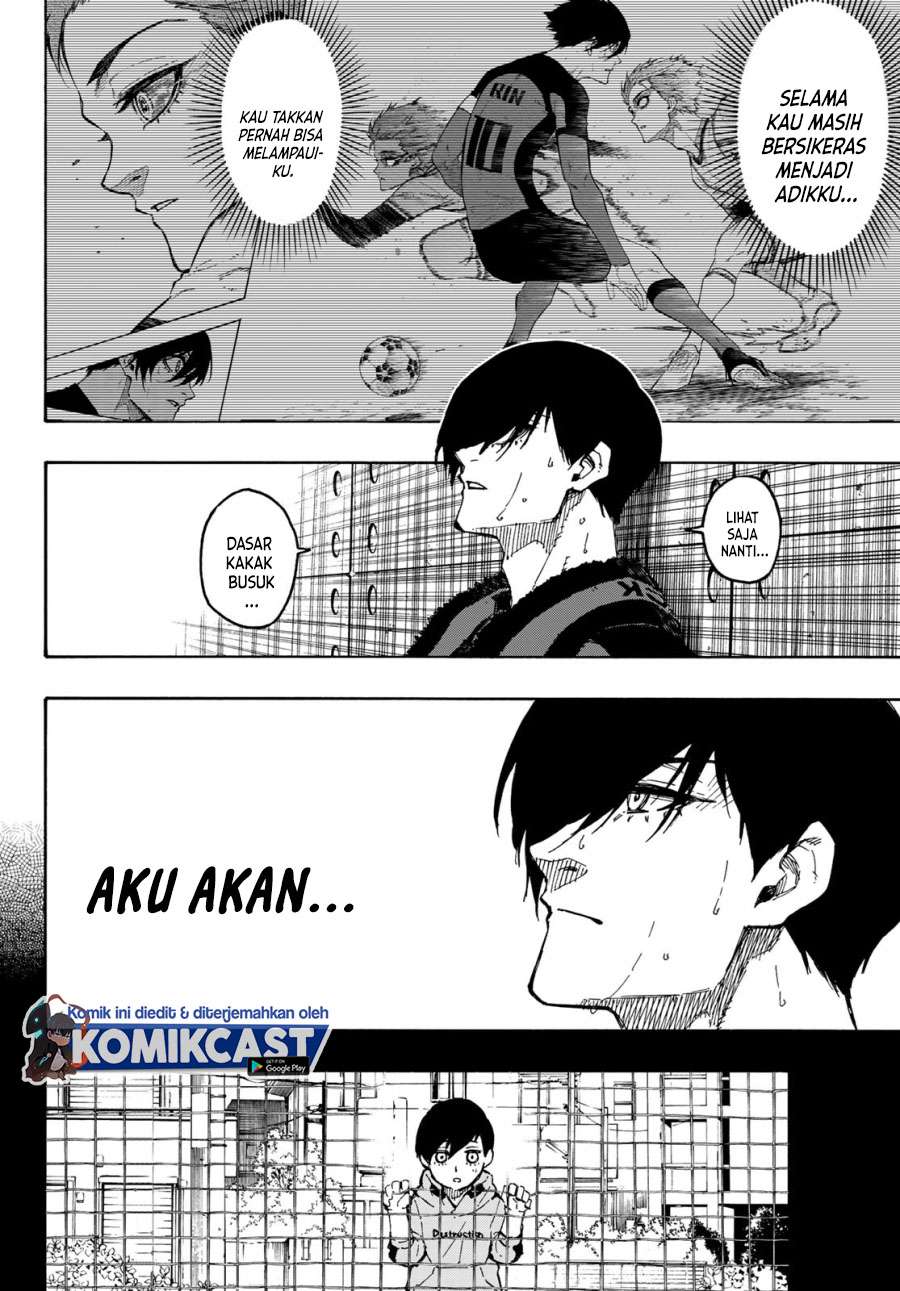 SELAMA
KAU MASIH
BERSIKERAS
MENJADI
ADIKKU...
KAU TAKKAN
PERNAH BISA
MELAMPAUI-
KU.
RIN
10
LIHAT
SAJA
NANTI...
DASAR
KAKAK
BUSUK
...
AKU AKAN...
Komik ini diedit & diterjemahkan oleh
KOMIKCAST
GET IT ON
Google Play
Destruction